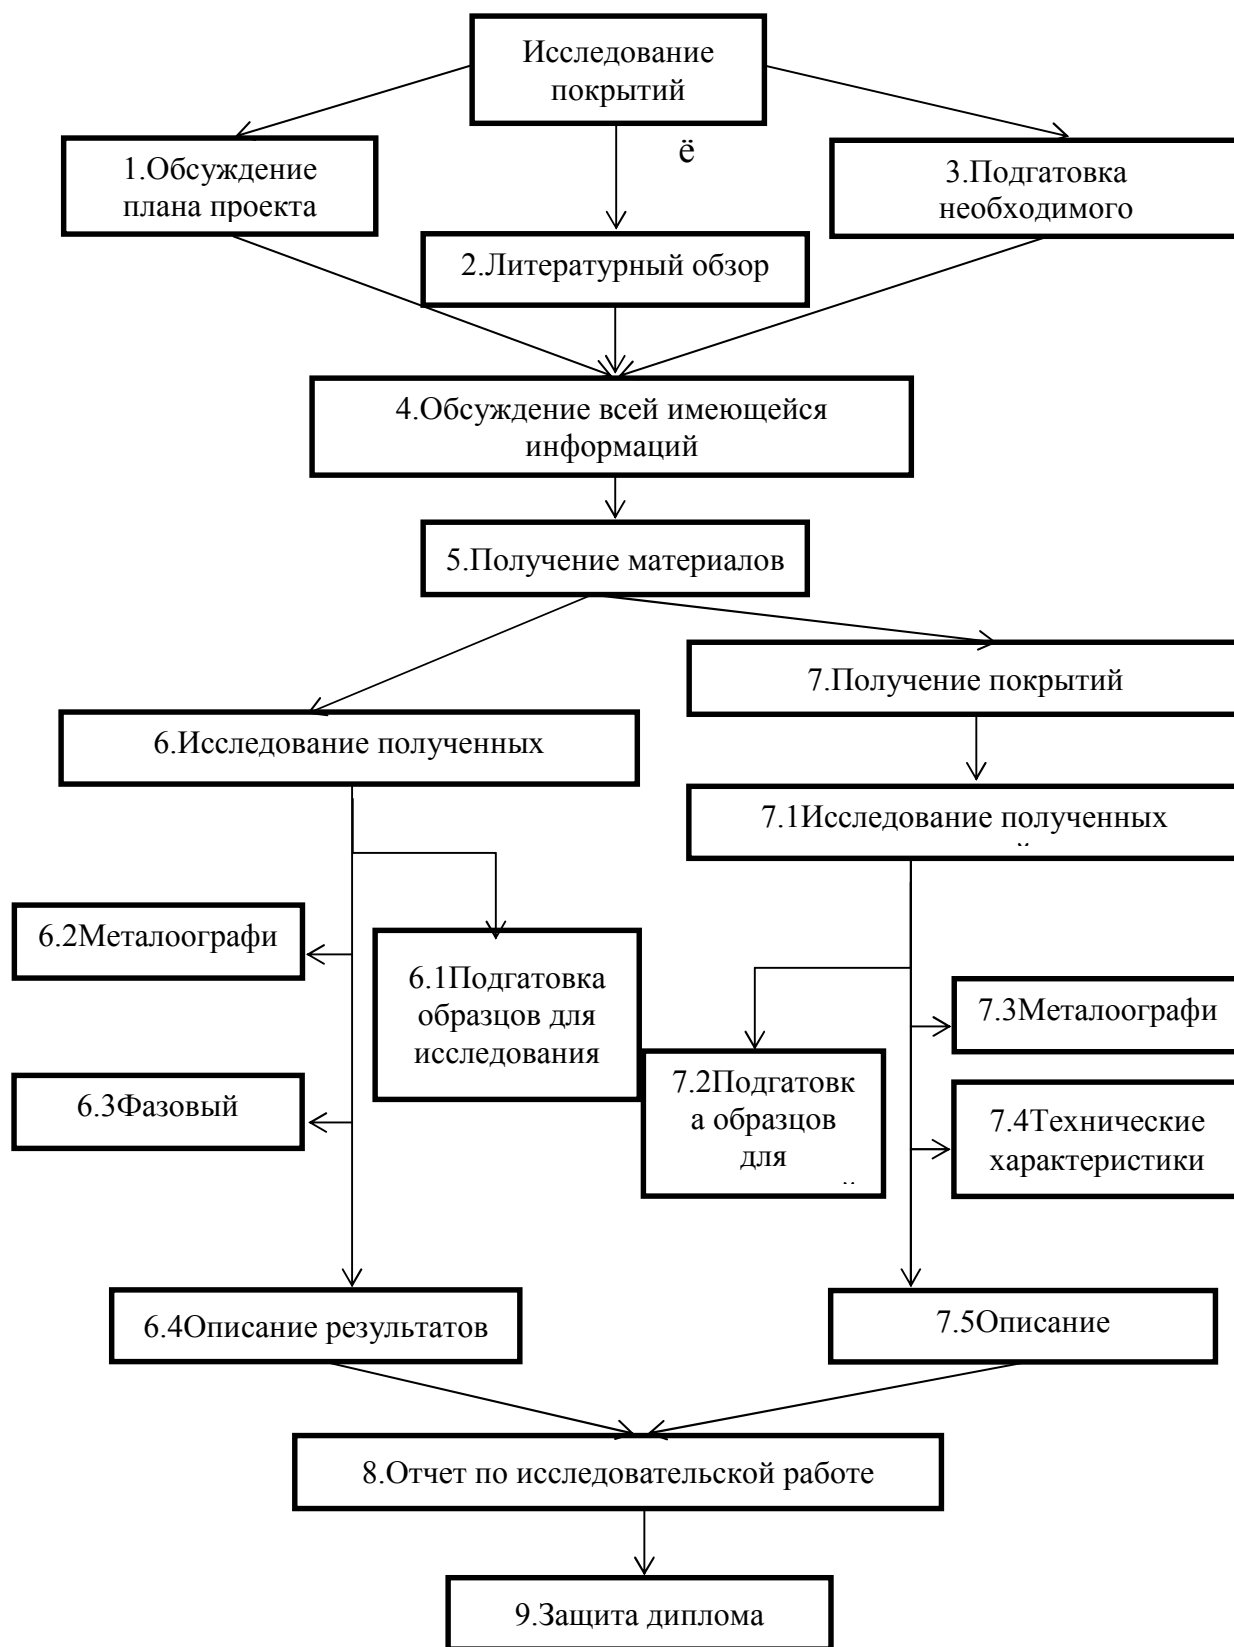 Исследование
покрытий
ё
1.Обсуждение
плана проекта
3.Подгатовка
необходимого
2.Литературный обзор
4.Обсуждение всей имеющейся
информаций
5.Получение материалов
7.Получение покрытий
6.Исследование полученных
7.1Исследование полученных
6.2Металоографи
6.1Подгатовка
образцов для
исследования
7.3Металоографи
6.3Фазовый
7.2Подгатовк
а образцов
для
7.4Технические
характеристики
6.4Описание результатов
7.5Описание
8.Отчет по исследовательской работе
9.Защита диплома